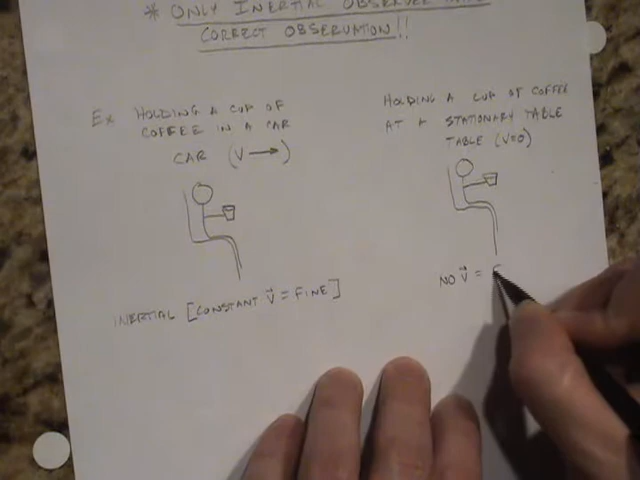 * ONLY INERTIAL OBSERVER
CORRECT OBSERVATION!!
EX HOLDING A CUP OF
COFFEE IN A CAR
CAR (V →)
INERTIAL [CONSTANT V⃗ = FINE]
HOLDING A CUP OF COFFEE
AT A STATIONARY TABLE
TABLE (V=0)
NO V⃗ =